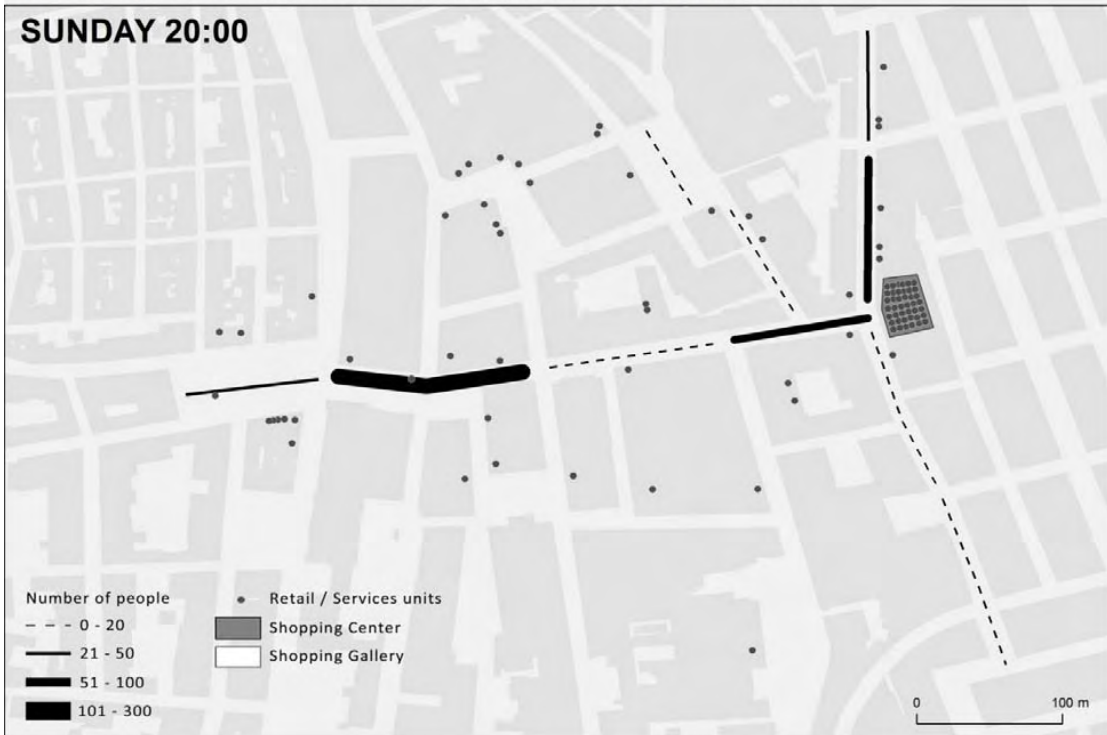 SUNDAY 20:00
Number of people
0 - 20
21 - 50
51 - 100
101 - 300
Retail / Services units
Shopping Center
Shopping Gallery
0 100 m